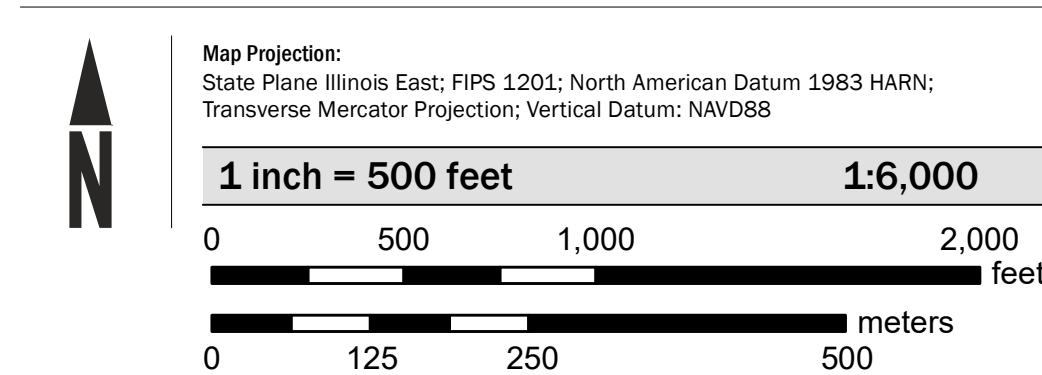 N
Map Projection:
State Plane Illinois East; FIPS 1201; North American Datum 1983 HARN;
Transverse Mercator Projection; Vertical Datum: NAVD88
1 inch = 500 feet 1:6,000
0 500 1,000 2,000
feet
meters
0 125 250 500